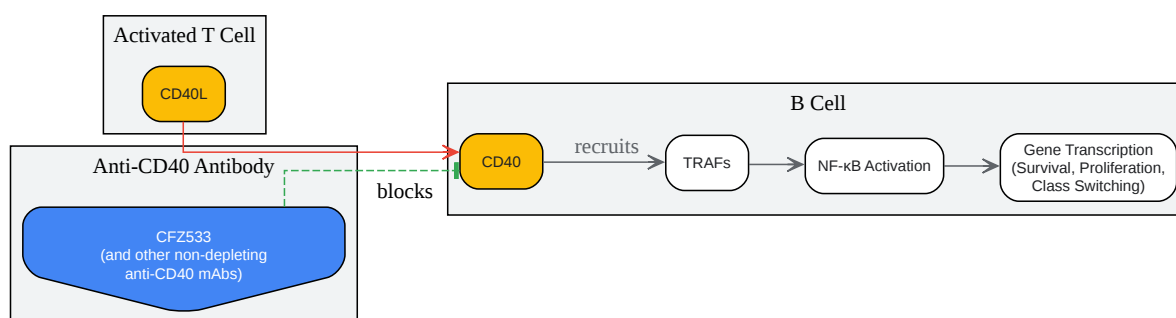 Activated T Cell
CD40L
Anti-CD40 Antibody
blocks
CFZ533
(and other non-depleting
anti-CD40 mAbs)
B Cell
CD40
recruits
TRAFs
NF-κB Activation
Gene Transcription
(Survival, Proliferation,
Class Switching)